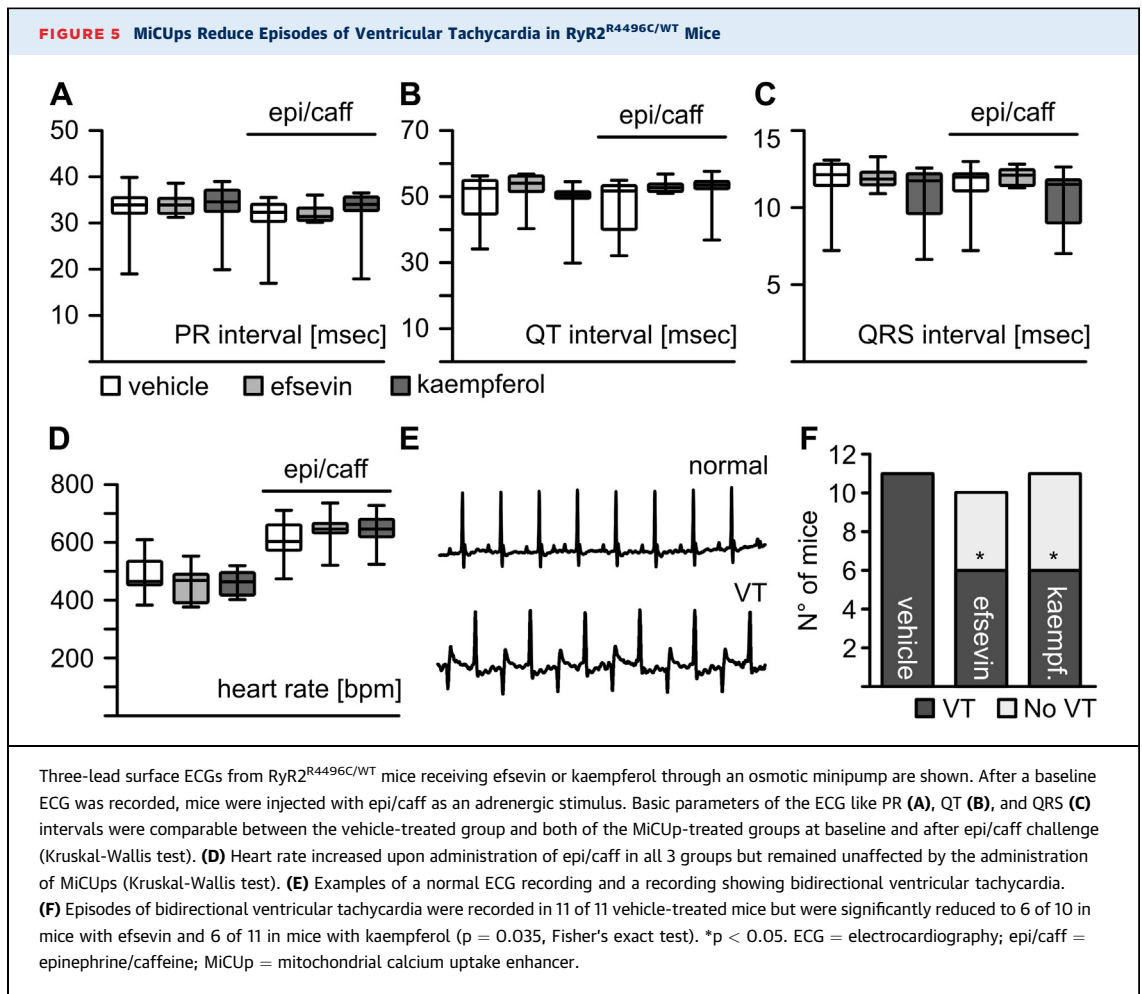 FIGURE 5 MiCUps Reduce Episodes of Ventricular Tachycardia in RyR2R4496C/WT Mice
A
epi/caff
50
40
30
20
10
PR interval [msec]
B
epi/caff
70
50
30
10
QT interval [msec]
C
epi/caff
15
10
5
QRS interval [msec]
vehicle efsevin kaempferol
D
epi/caff
800
600
400
200
heart rate [bpm]
E
normal
VT
F
12
10
8
6
4
2
N° of mice
vehicle
efsevin
kaempf.
* *
VT No VT
Three-lead surface ECGs from RyR2R4496C/WT mice receiving efsevin or kaempferol through an osmotic minipump are shown. After a baseline
ECG was recorded, mice were injected with epi/caff as an adrenergic stimulus. Basic parameters of the ECG like PR (A), QT (B), and QRS (C)
intervals were comparable between the vehicle-treated group and both of the MiCUp-treated groups at baseline and after epi/caff challenge
(Kruskal-Wallis test). (D) Heart rate increased upon administration of epi/caff in all 3 groups but remained unaffected by the administration
of MiCUps (Kruskal-Wallis test). (E) Examples of a normal ECG recording and a recording showing bidirectional ventricular tachycardia.
(F) Episodes of bidirectional ventricular tachycardia were recorded in 11 of 11 vehicle-treated mice but were significantly reduced to 6 of 10 in
mice with efsevin and 6 of 11 in mice with kaempferol (p = 0.035, Fisher's exact test). *p < 0.05. ECG = electrocardiography; epi/caff =
epinephrine/caffeine; MiCUp = mitochondrial calcium uptake enhancer.